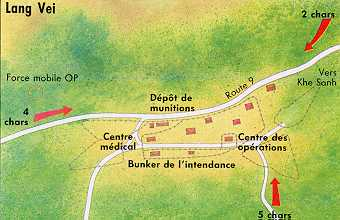 Lang Vei
2 chars
Force mobile OP
Vers
Khe Sanh
Route 9
Dépôt de
munitions
4
chars
Centre
médical
Centre des
opérations
Bunker de l'intendance
5 chars